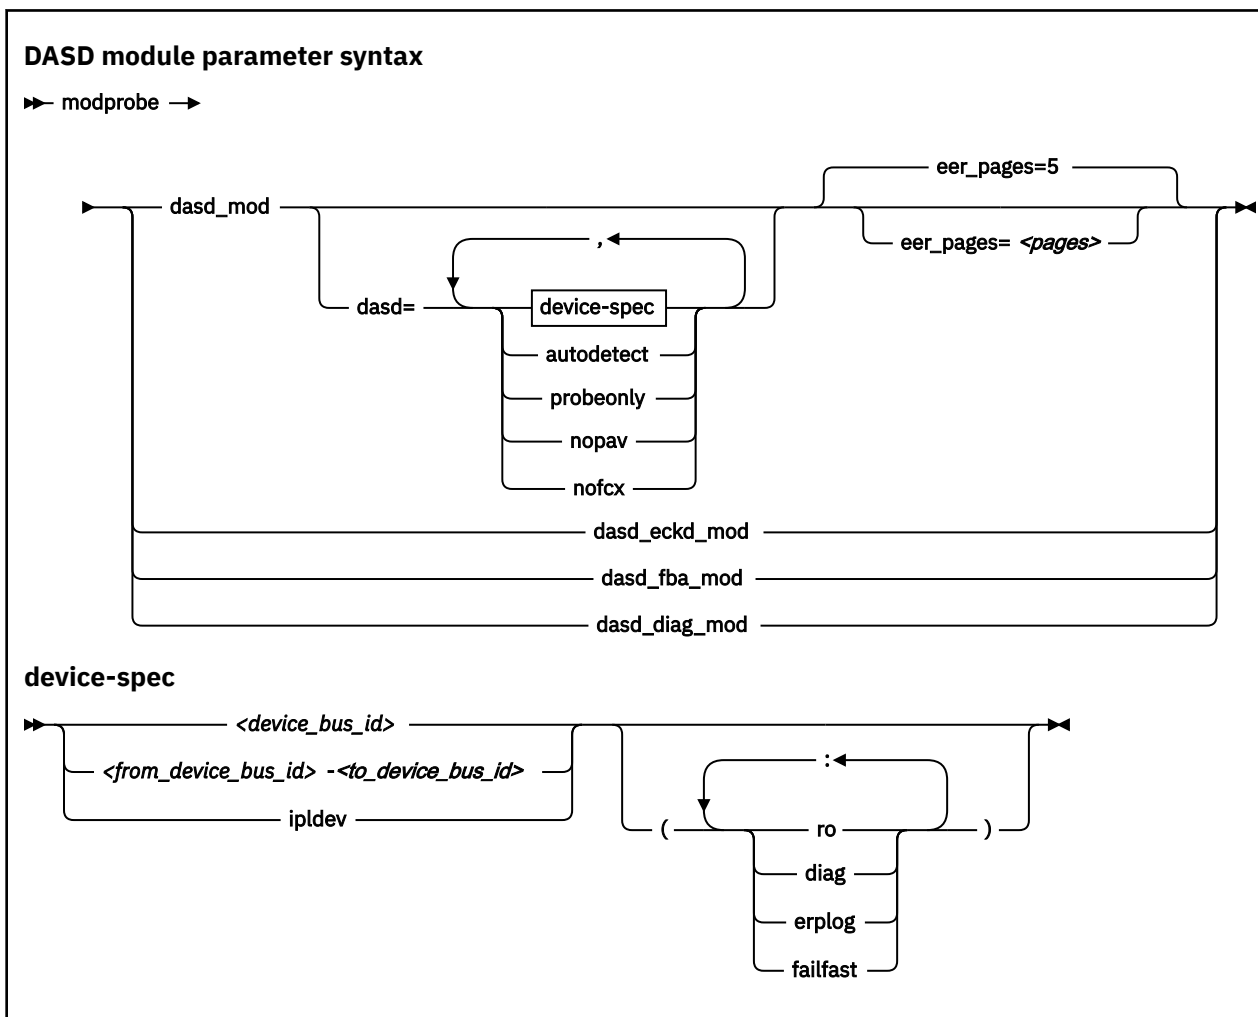 DASD module parameter syntax
modprobe
eer_pages=5
dasd_mod
eer_pages= <pages>
,
dasd= device-spec
autodetect
probeonly
nopav
nofcx
dasd_eckd_mod
dasd_fba_mod
dasd_diag_mod
device-spec
<device_bus_id>
<from_device_bus_id> -<to_device_bus_id>
:
ipldev
( ro )
diag
erplog
failfast